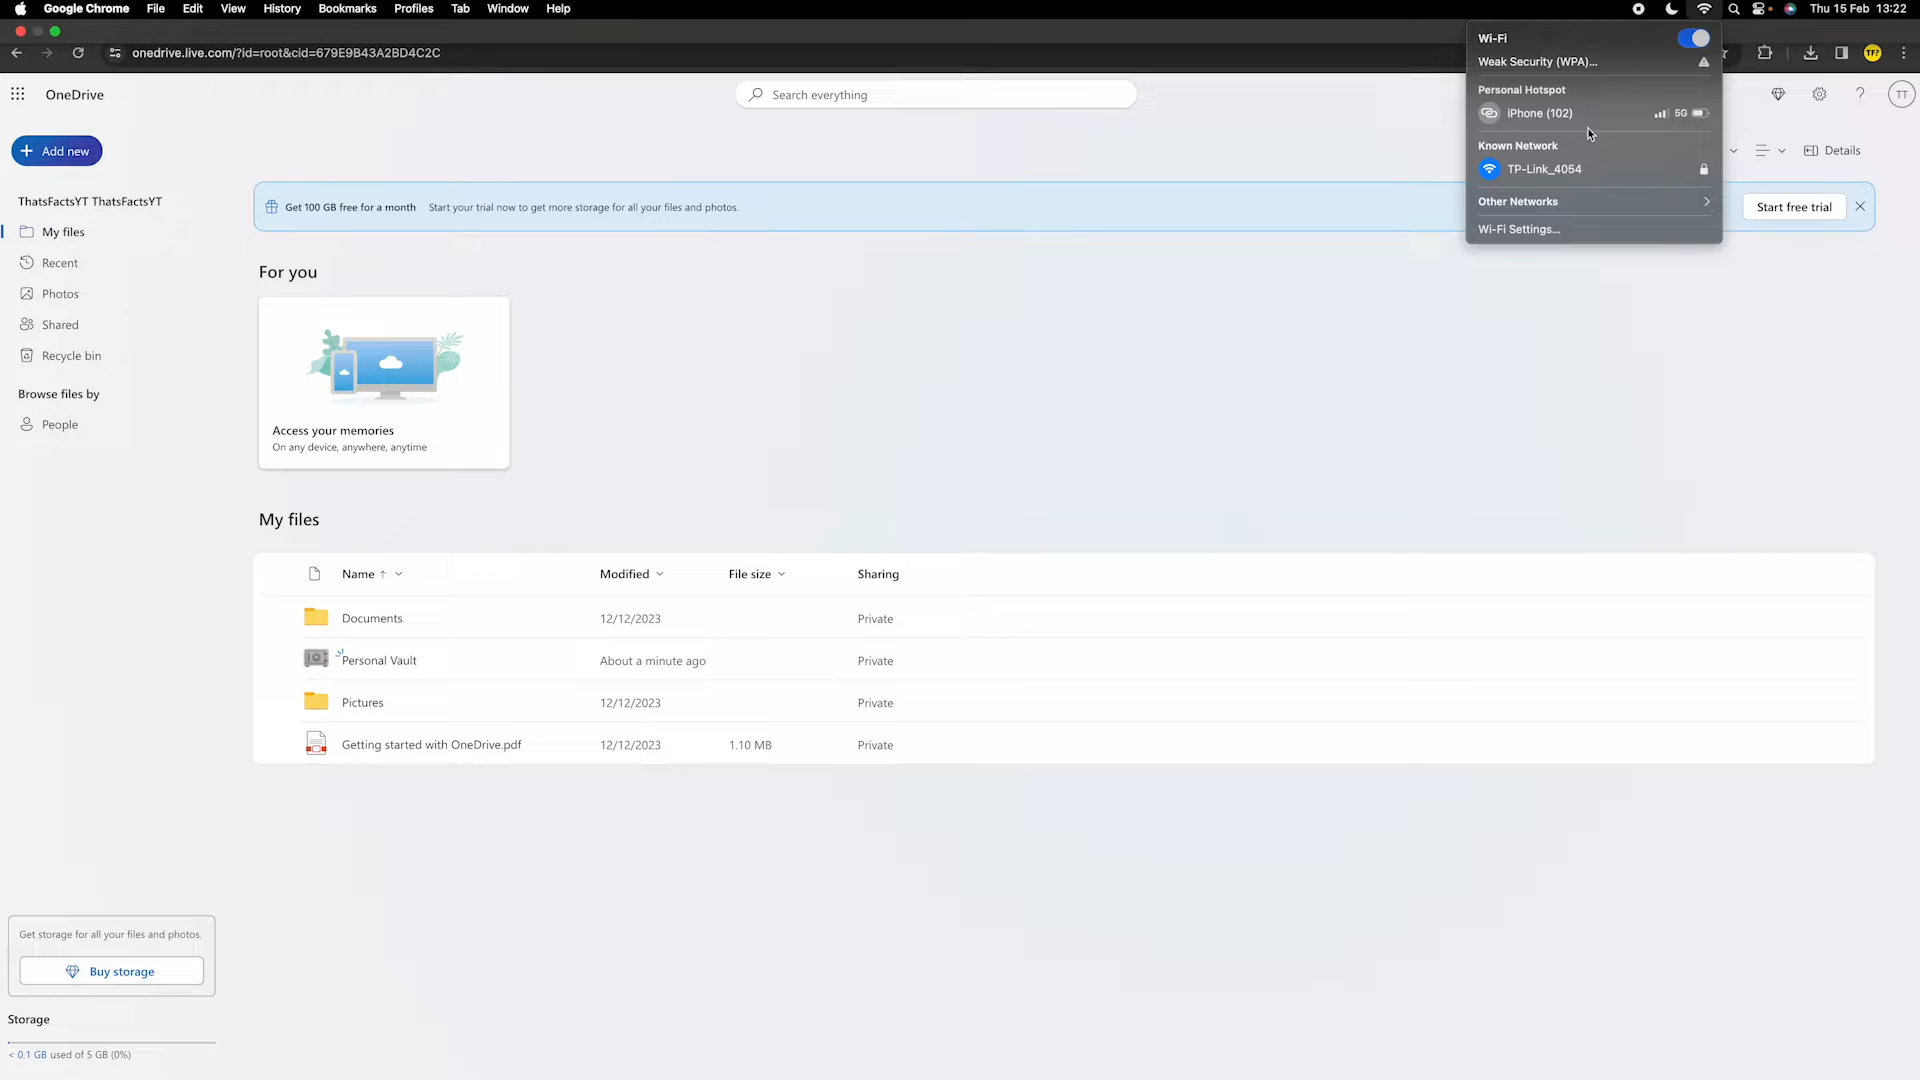 Google Chrome File Edit View History Bookmarks Profiles Tab Window Help Thu 15 Feb 13:22
onedrive.live.com/?id=root&cid=679E9B43A2BD4C2C TF?
Wi-Fi
Weak Security (WPA)...
Personal Hotspot
iPhone (102) 5G
Known Network
TP-Link_4054
Other Networks
Wi-Fi Settings...
OneDrive Search everything ? TT
Add new Details
Get 100 GB free for a month Start your trial now to get more storage for all your files and photos. Start free trial
ThatsFactsYT ThatsFactsYT
My files
Recent
Photos
Shared
Recycle bin
Browse files by
People
For you
Access your memories
On any device, anywhere, anytime
My files
Name Modified File size Sharing
Documents 12/12/2023 Private
Personal Vault About a minute ago Private
Pictures 12/12/2023 Private
Getting started with OneDrive.pdf 12/12/2023 1.10 MB Private
Get storage for all your files and photos.
Buy storage
Storage
< 0.1 GB used of 5 GB (0%)